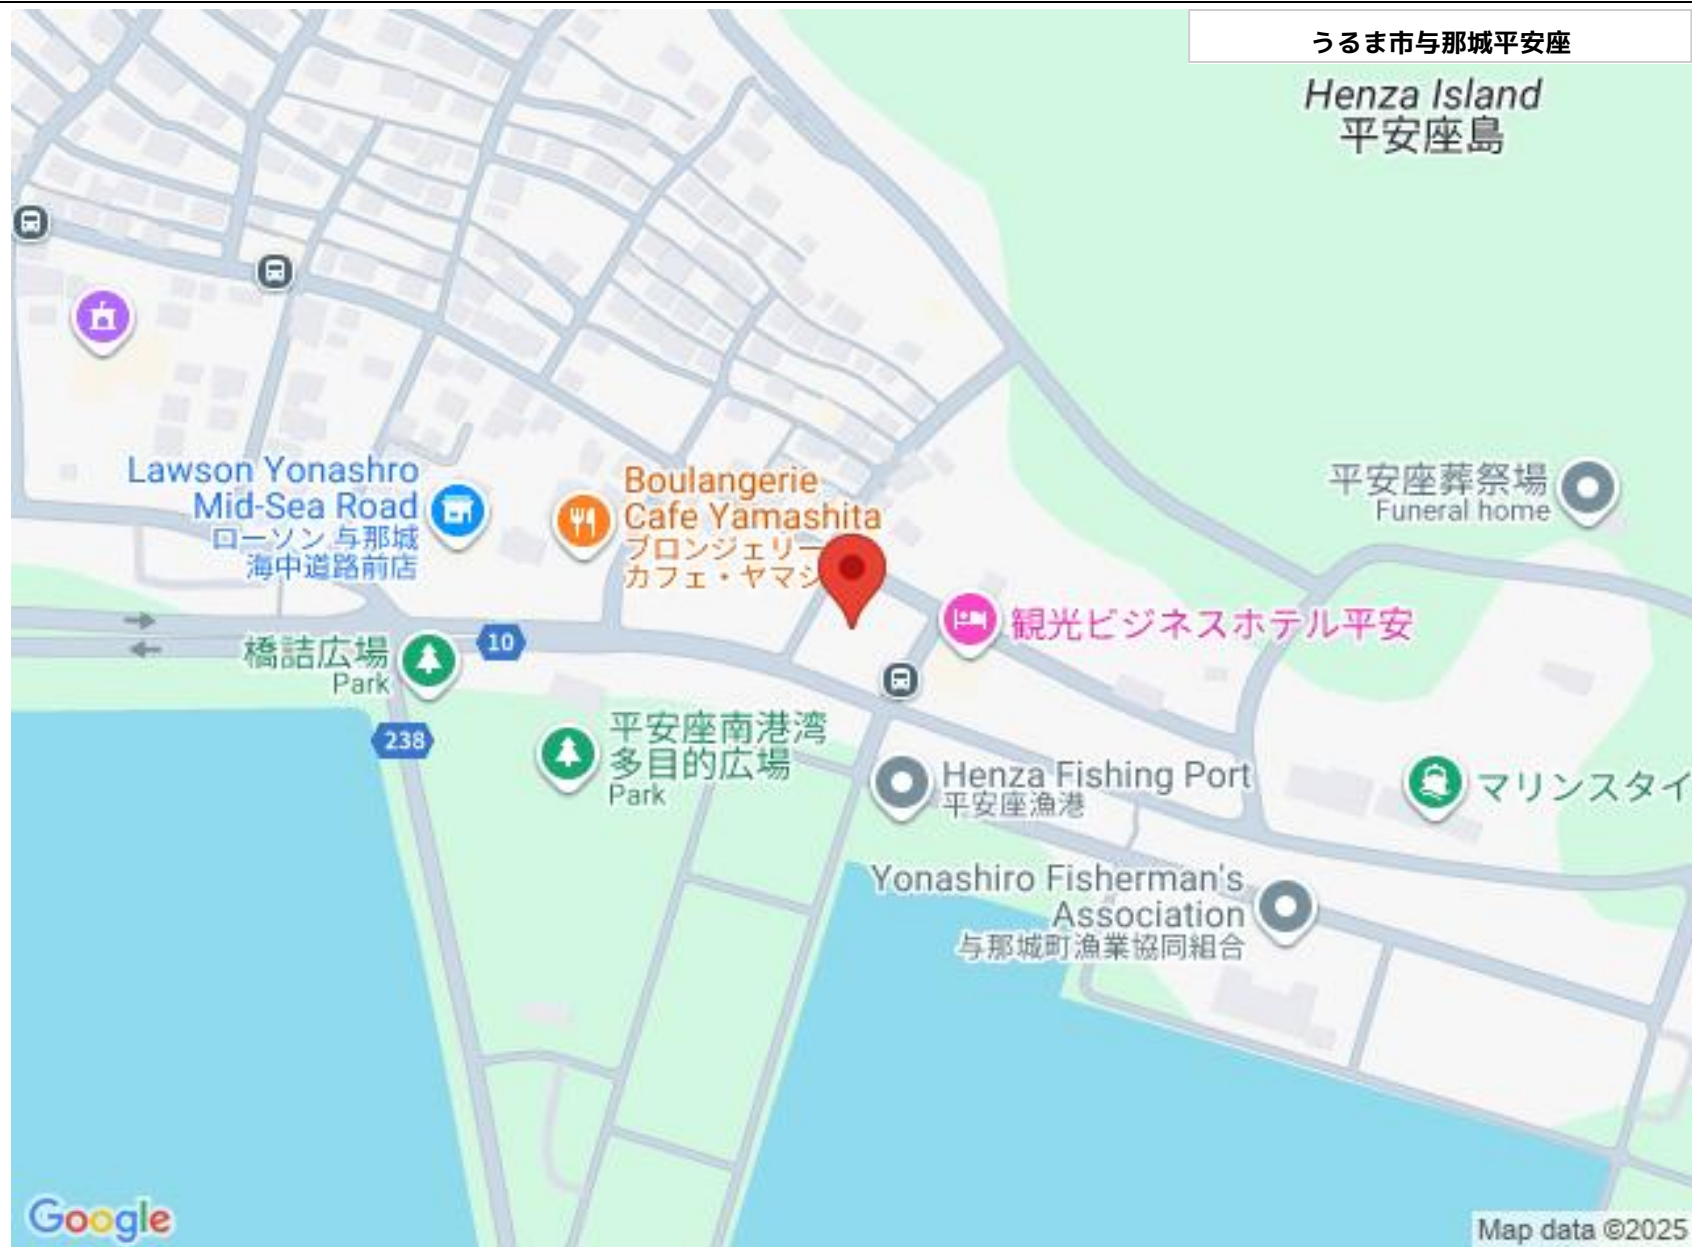 うるま市与那城平安座
Henza Island
平安座島
Lawson Yonashro
Mid-Sea Road
ローソン 与那城
海中道路前店
Boulangerie
Cafe Yamashita
ブロンジェリー
カフェ・ヤマシ
平安座葬祭場
Funeral home
観光ビジネスホテル平安
橋詰広場
Park
10
238
平安座南港湾
多目的広場
Park
Henza Fishing Port
平安座漁港
マリンスタイ
Yonashiro Fisherman's
Association
与那城町漁業協同組合
Google
Map data ©2025